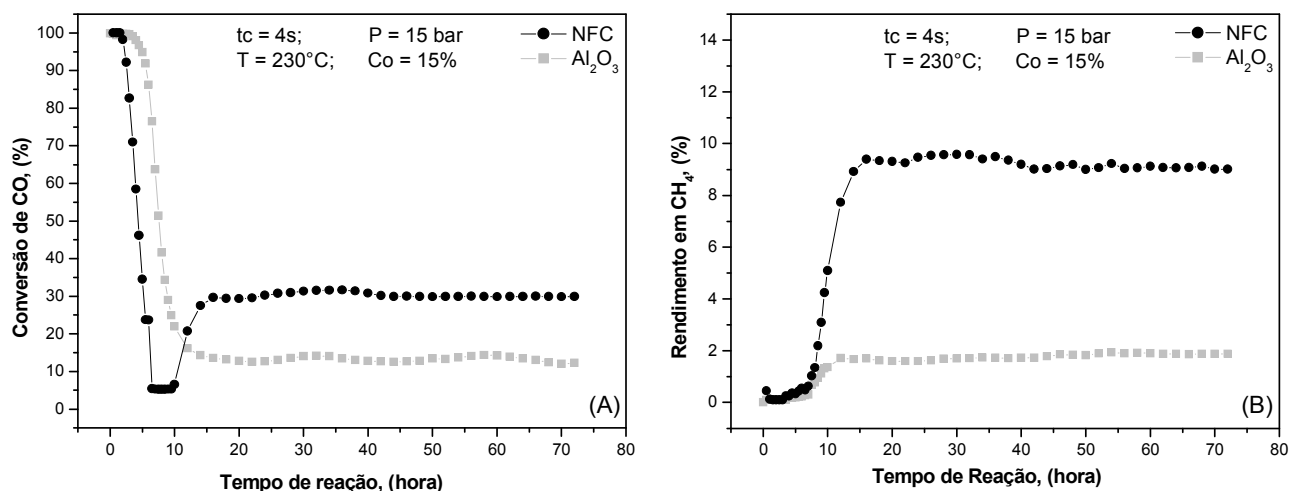 tc = 4s; P = 15 bar
T = 230°C; Co = 15%
NFC
Al₂O₃
Conversão de CO, (%)
100
90
80
70
60
50
40
30
20
10
0
0 10 20 30 40 50 60 70 80
Tempo de reação, (hora)
(A)
tc = 4s; P = 15 bar
T = 230°C; Co = 15%
NFC
Al₂O₃
Rendimento em CH₄, (%)
14
12
10
8
6
4
2
0
0 10 20 30 40 50 60 70 80
Tempo de Reação, (hora)
(B)